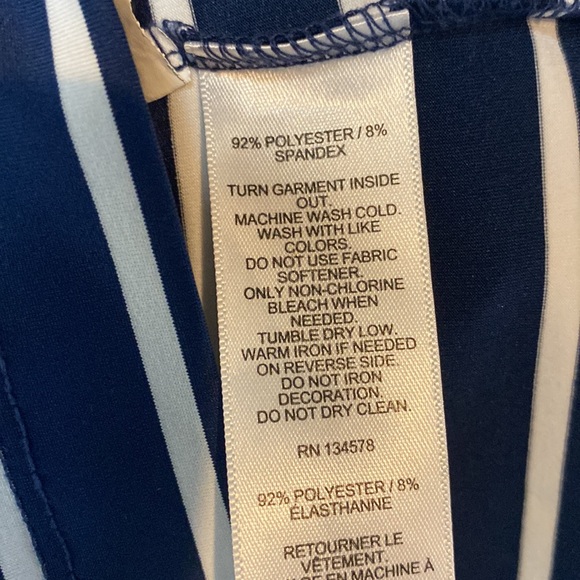 92% POLYESTER / 8%
SPANDEX
TURN GARMENT INSIDE
OUT.
MACHINE WASH COLD.
WASH WITH LIKE
COLORS.
DO NOT USE FABRIC
SOFTENER.
ONLY NON-CHLORINE
BLEACH WHEN
NEEDED.
TUMBLE DRY LOW.
WARM IRON IF NEEDED
ON REVERSE SIDE.
DO NOT IRON
DECORATION.
DO NOT DRY CLEAN.
RN 134578
92% POLYESTER / 8%
ÉLASTHANNE
RETOURNER LE
VÊTEMENT.
EN MACHINE À